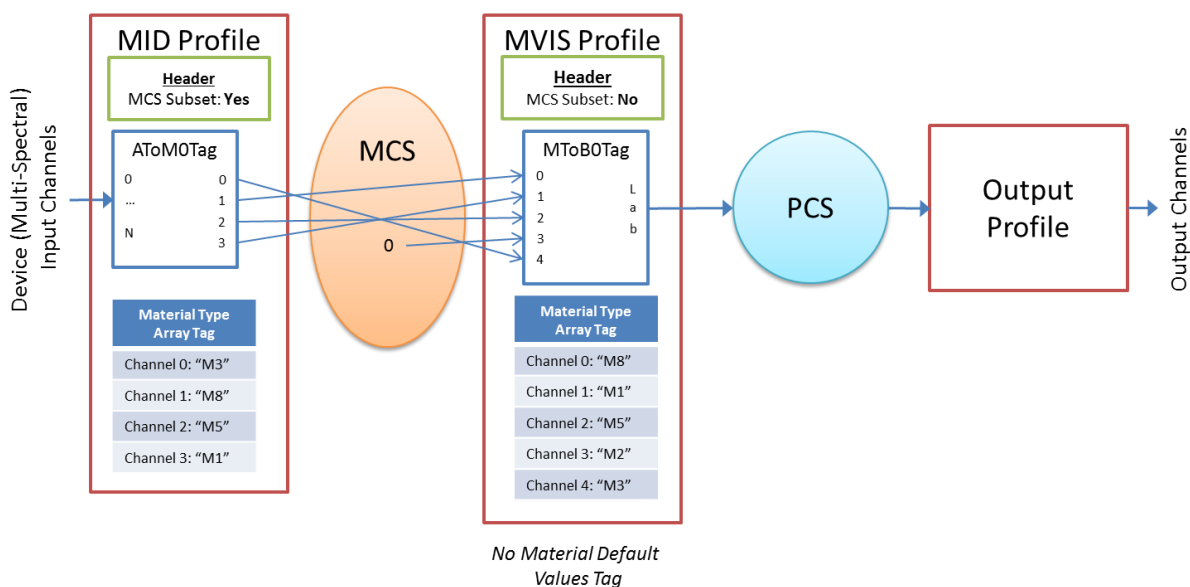 Device (Multi-Spectral)
Input Channels
MID Profile
Header
MCS Subset: Yes
AToM0Tag
0 0
... 1
2
N
3
Material Type
Array Tag
Channel 0: “M3”
Channel 1: “M8”
Channel 2: “M5”
Channel 3: “M1”
MCS
0
MVIS Profile
Header
MCS Subset: No
MToB0Tag
0
L
1
a
2
b
3
4
Material Type
Array Tag
Channel 0: “M8”
Channel 1: “M1”
Channel 2: “M5”
Channel 3: “M2”
Channel 4: “M3”
No Material Default
Values Tag
PCS
Output
Profile
Output Channels